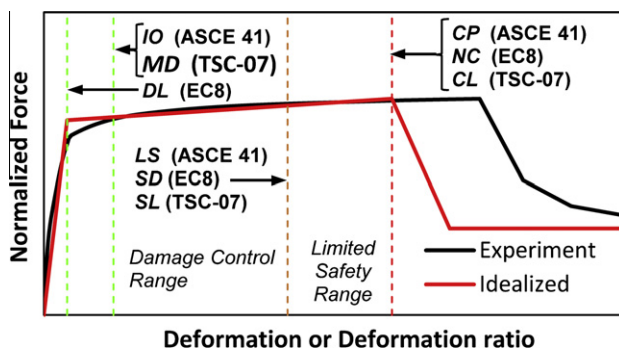 IO (ASCE 41)
MD (TSC-07)
DL (EC8)
CP (ASCE 41)
NC (EC8)
CL (TSC-07)
LS (ASCE 41)
SD (EC8)
SL (TSC-07)
Damage Control
Range
Limited
Safety
Range
Experiment
Idealized
Normalized Force
Deformation or Deformation ratio